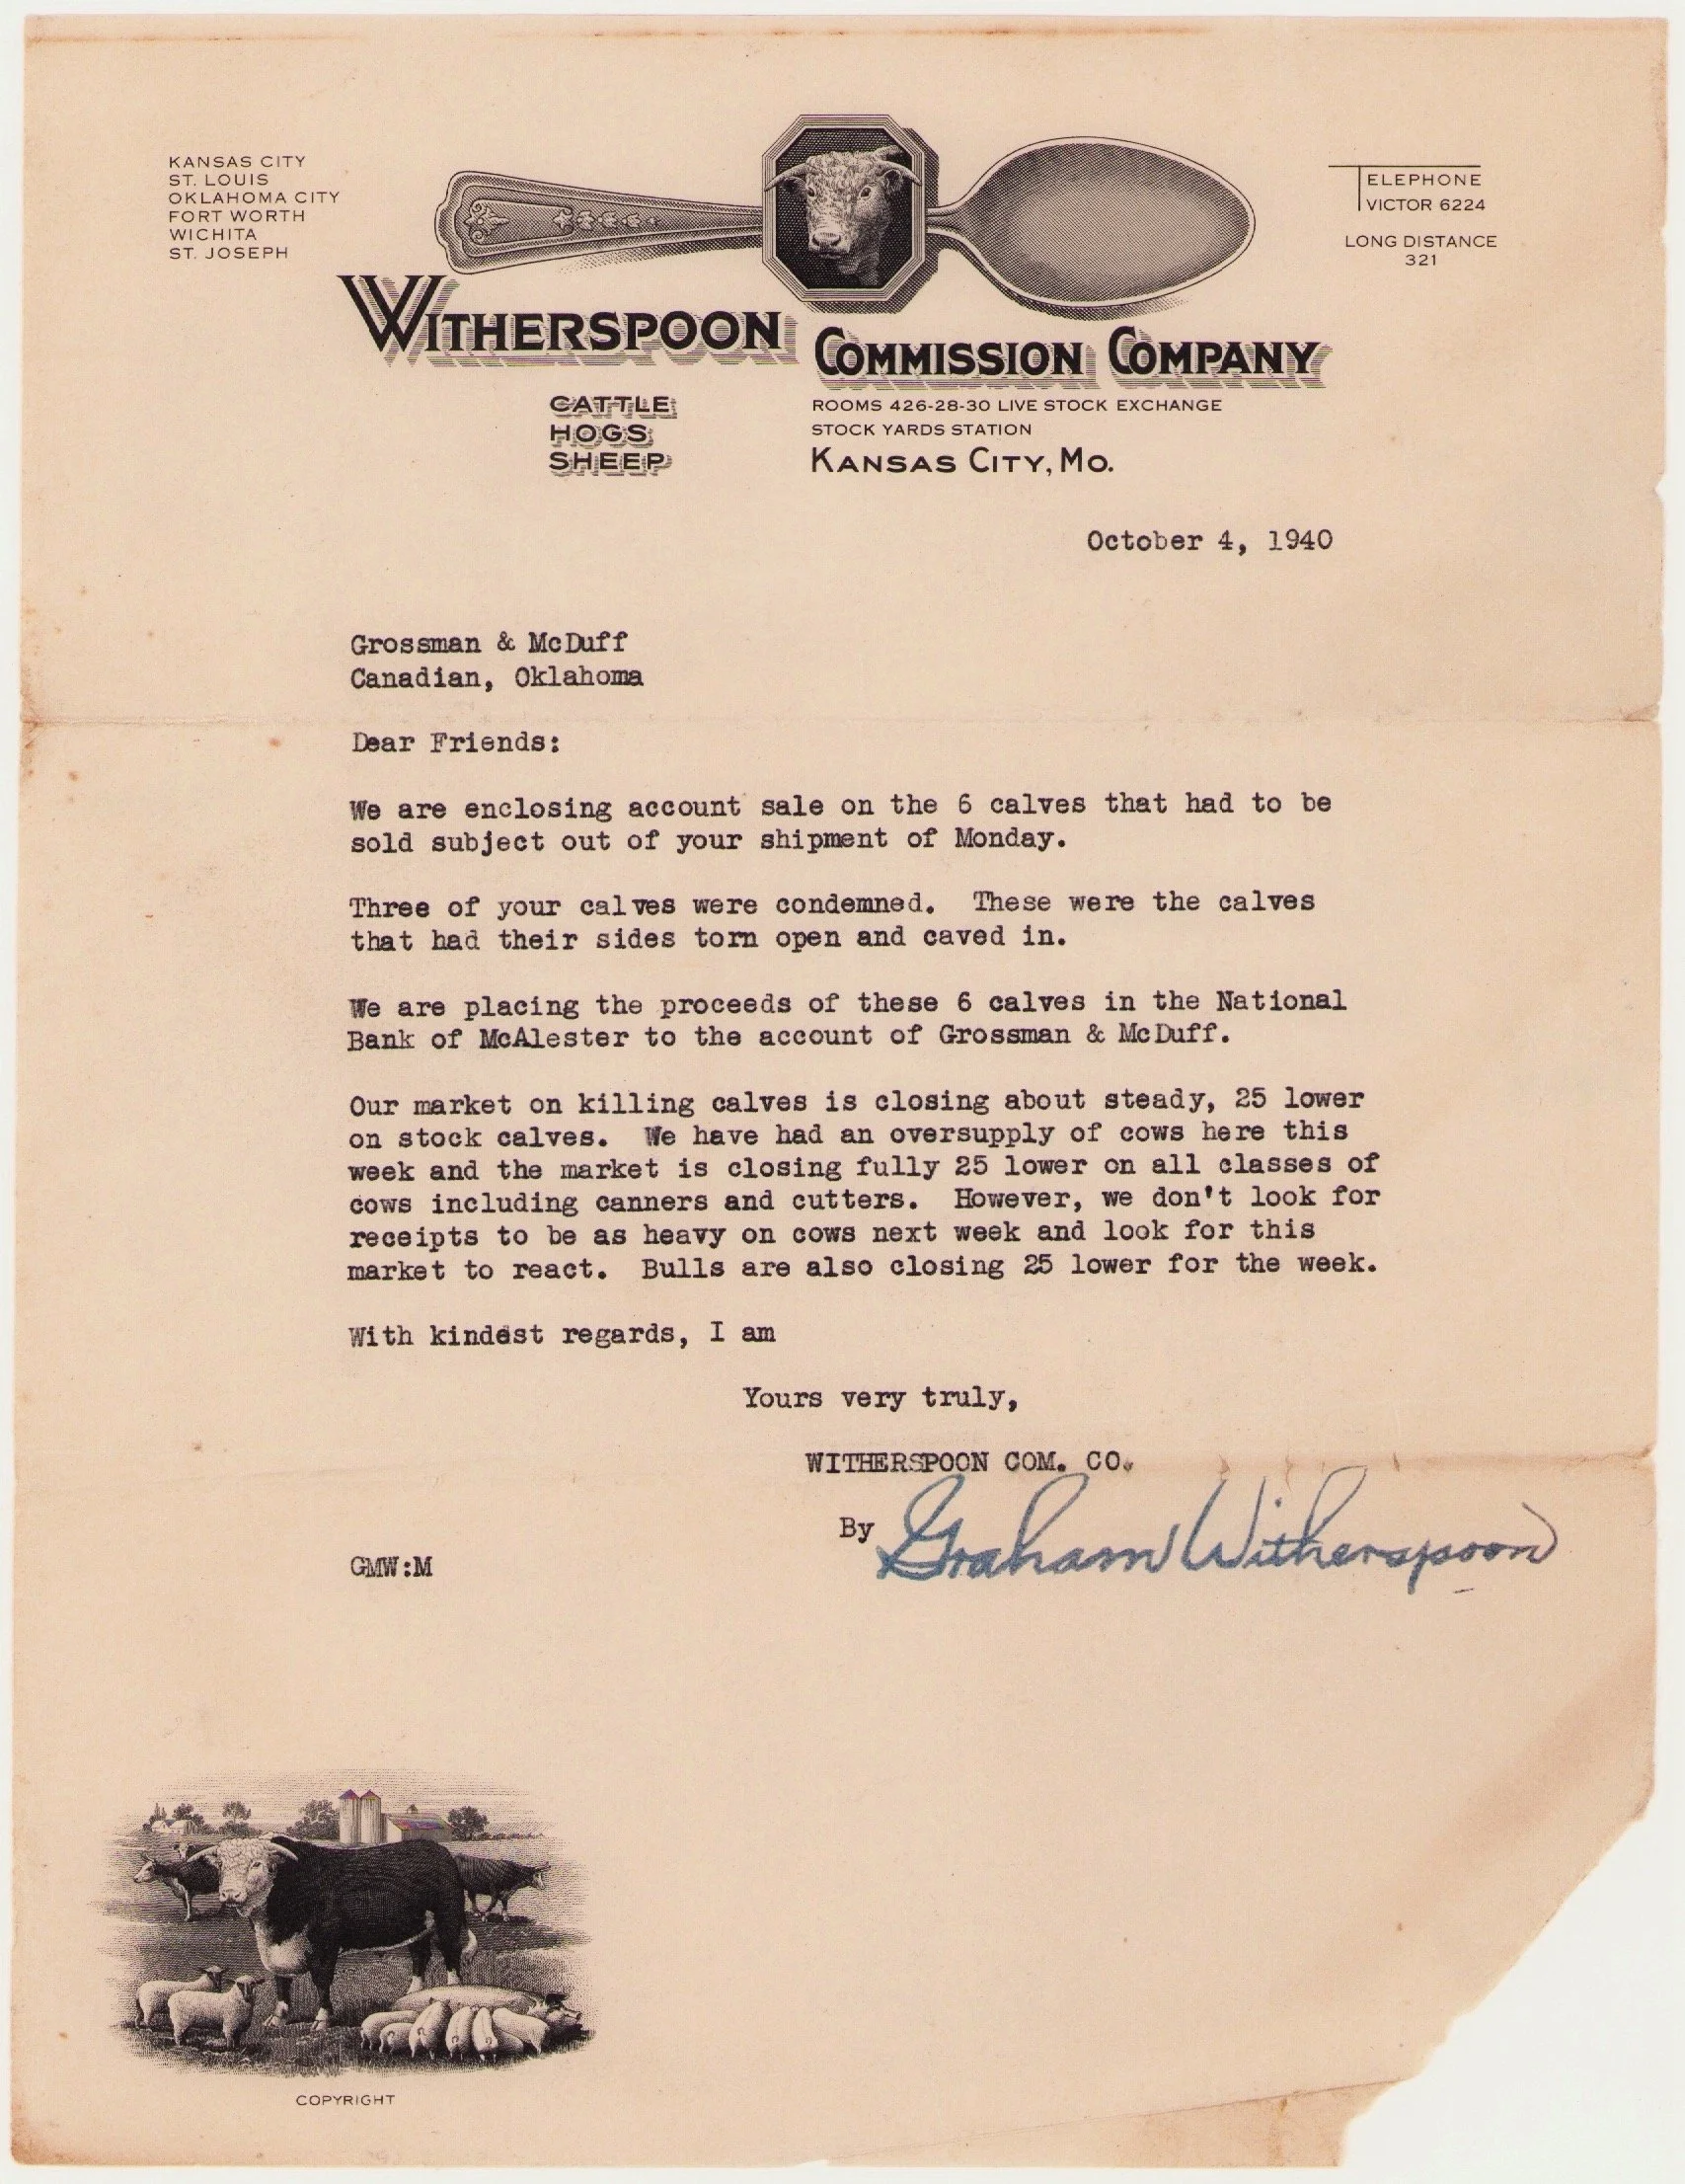 KANSAS CITY
ST. LOUIS
OKLAHOMA CITY
FORT WORTH
WICHITA
ST. JOSEPH
TELEPHONE
VICTOR 6224
LONG DISTANCE
321
WITHERSPOON COMMISSION COMPANY
CATTLE
HOGS
SHEEP
ROOMS 426-28-30 LIVE STOCK EXCHANGE
STOCK YARDS STATION
KANSAS CITY, MO.
October 4, 1940
Grossman & McDuff
Canadian, Oklahoma
Dear Friends:
We are enclosing account sale on the 6 calves that had to be
sold subject out of your shipment of Monday.
Three of your calves were condemned. These were the calves
that had their sides torn open and caved in.
We are placing the proceeds of these 6 calves in the National
Bank of McAlester to the account of Grossman & McDuff.
Our market on killing calves is closing about steady, 25 lower
on stock calves. We have had an oversupply of cows here this
week and the market is closing fully 25 lower on all classes of
cows including canners and cutters. However, we don't look for
receipts to be as heavy on cows next week and look for this
market to react. Bulls are also closing 25 lower for the week.
With kindest regards, I am
Yours very truly,
WITHERSPOON COM. CO.
By Graham Witherspoon
GMW:M
COPYRIGHT